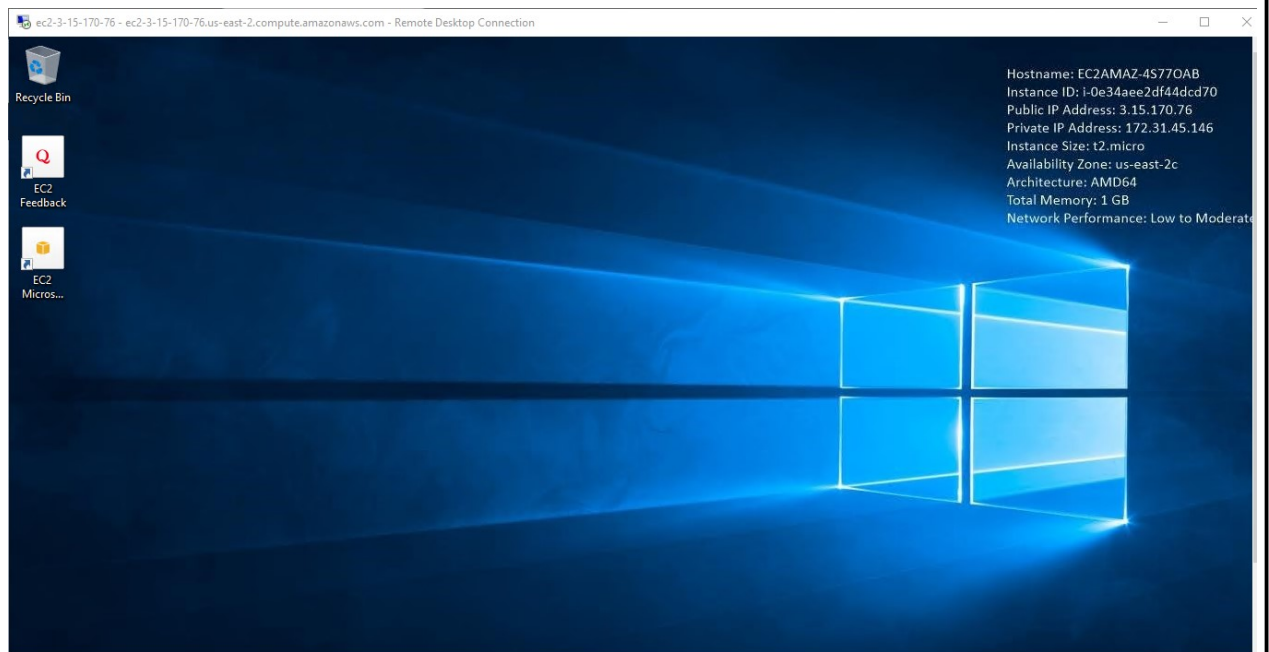 ec2-3-15-170-76 - ec2-3-15-170-76.us-east-2.compute.amazonaws.com - Remote Desktop Connection
Recycle Bin
Q
EC2
Feedback
EC2
Micros...
Hostname: EC2AMAZ-4S77OAB
Instance ID: i-0e34aee2df44dcd70
Public IP Address: 3.15.170.76
Private IP Address: 172.31.45.146
Instance Size: t2.micro
Availability Zone: us-east-2c
Architecture: AMD64
Total Memory: 1 GB
Network Performance: Low to Moderate